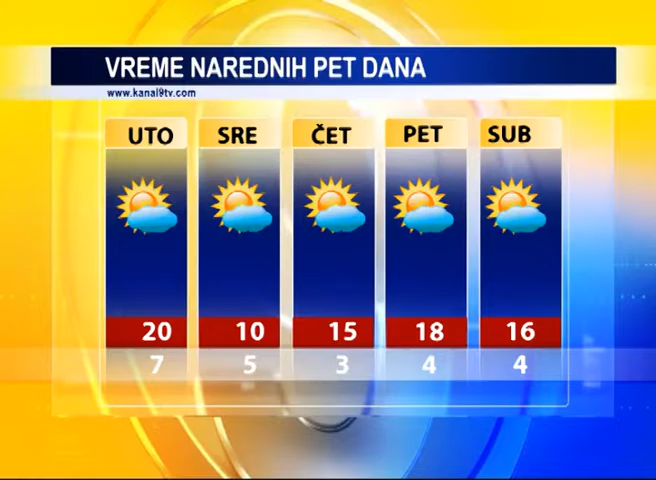 VREME NAREDNIH PET DANA
www.kanal9tv.com
UTO SRE ČET PET SUB
20 10 15 18 16
7 5 3 4 4